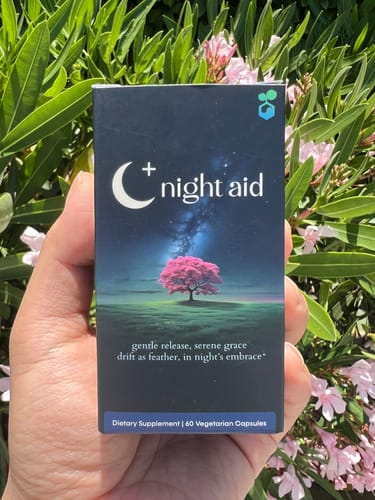 night aid
gentle release, serene grace
drift as feather, in night's embrace*
Dietary Supplement | 60 Vegetarian Capsules